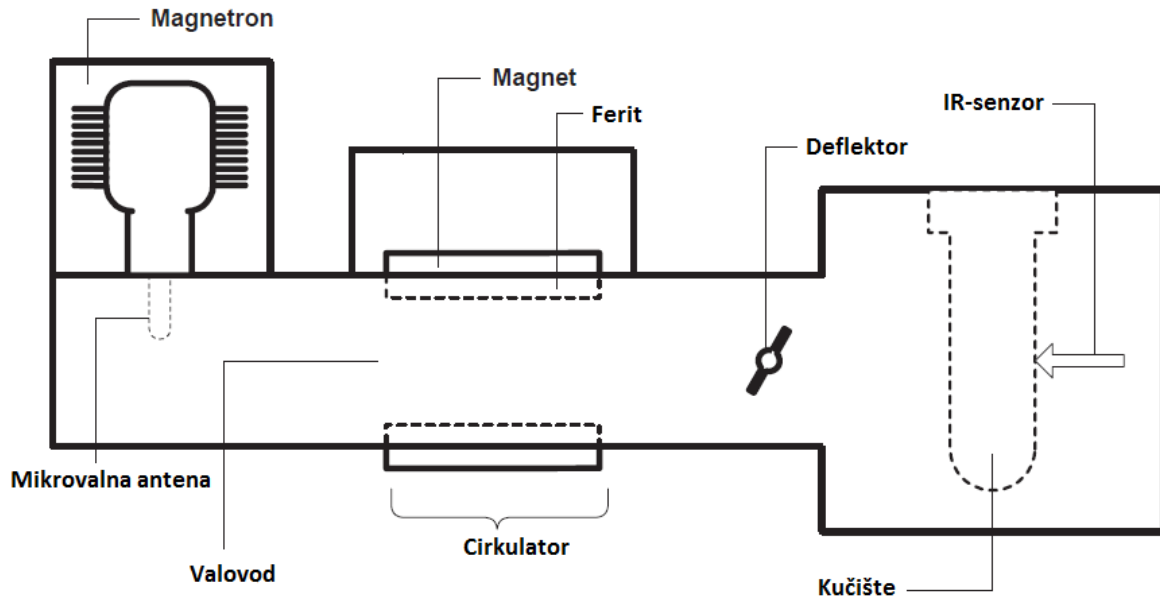 Magnetron
Magnet
Ferit
IR-senzor
Deflektor
Mikrovalna antena
Valovod
Cirkulator
Kučište